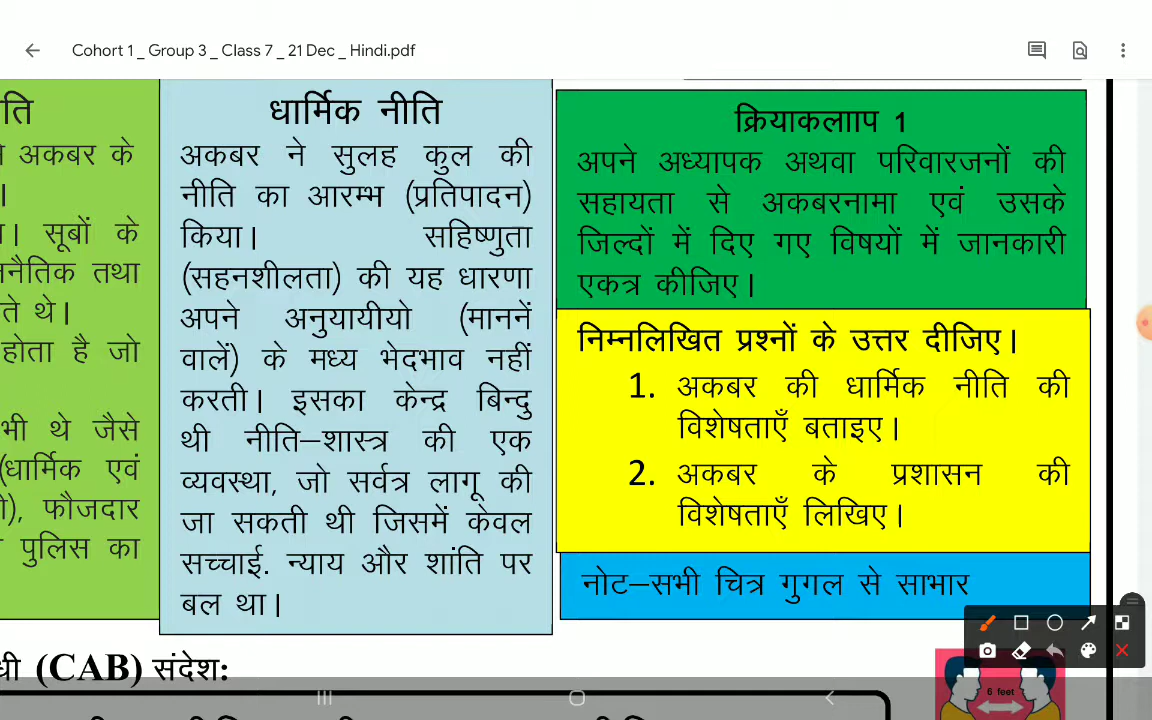 Cohort 1 _ Group 3 _ Class 7 _ 21 Dec _ Hindi.pdf
ति
अकबर के
।
। सूबों के
तथा
ते थे।
होता है जो
भी थे जैसे
(धार्मिक एवं
), फौजदार
पुलिस का
धार्मिक नीति
अकबर ने सुलह कुल की
नीति का आरम्भ (प्रतिपादन)
किया। सहिष्णुता
(सहनशीलता) की यह धारणा
अपने अनुयायीयो (माननें
वालें) के मध्य भेदभाव नहीं
करती। इसका केन्द्र बिन्दु
थी नीति–शास्त्र की एक
व्यवस्था, जो सर्वत्र लागू की
जा सकती थी जिसमें केवल
सच्चाई. न्याय और शांति पर
बल था।
क्रियाकलााप 1
अपने अध्यापक अथवा परिवारजनों की
सहायता से अकबरनामा एवं उसके
जिल्दों में दिए गए विषयों में जानकारी
एकत्र कीजिए।
निम्नलिखित प्रश्नों के उत्तर दीजिए।
1. अकबर की धार्मिक नीति की
विशेषताएँ बताइए।
2. अकबर के प्रशासन की
विशेषताएँ लिखिए।
नोट–सभी चित्र गुगल से साभार
धी (CAB) संदेश:
6 feet